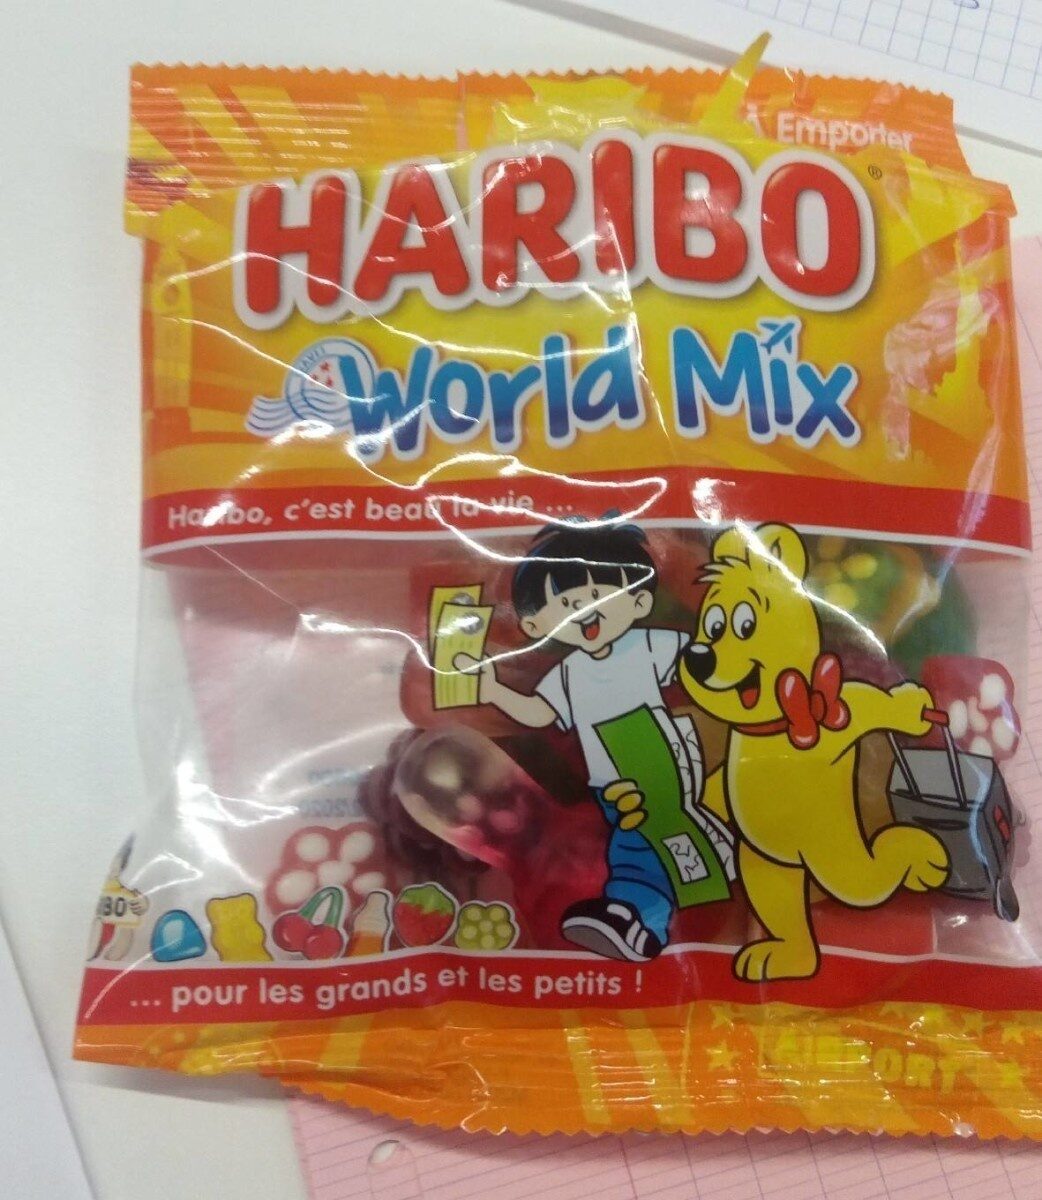 Emporter
HARIBO®
World Mix
Haribo, c'est beau la vie ...
... pour les grands et les petits !